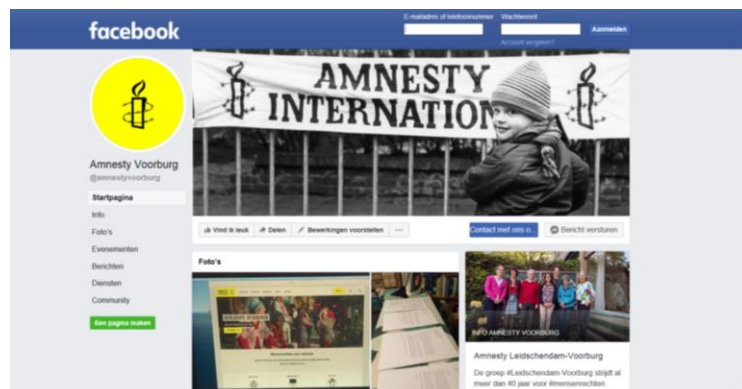 facebook
E-mailadres of telefoonnummer
Wachtwoord
Aanmelden
Account vergeten?
AMNESTY
INTERNATION
Amnesty Voorburg
@amnestyvoorburg
Startpagina
Info
Foto's
Evenementen
Berichten
Diensten
Community
Een pagina maken
Vind ik leuk
Delen
Bewerkingen voorstellen
Contact met ons o...
Bericht versturen
Foto's
INFO AMNESTY VOORBURG
Amnesty Leidschendam-Voorburg
De groep #Leidschendam-Voorburg strijdt al
meer dan 40 jaar voor #mensenrechten.